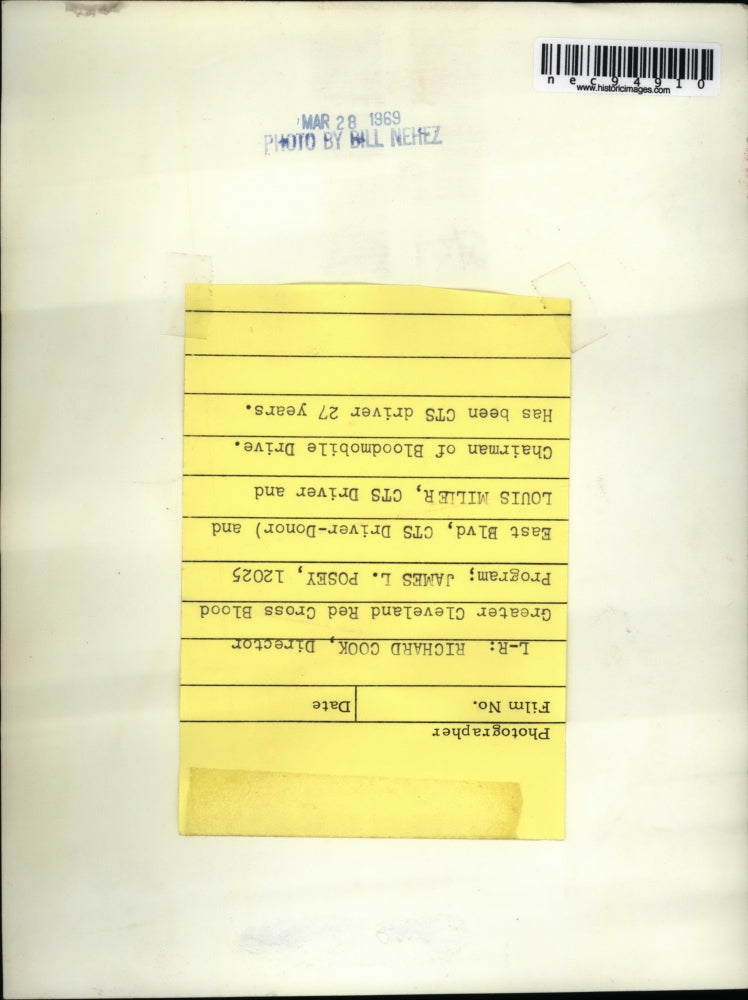 nec94910
www.historicimages.com
MAR 28 1969
PHOTO BY BILL NEHEZ
Photographer
Film No. Date
L-R: RICHARD COOK, Director
Greater Cleveland Red Cross Blood
Program; JAMES L. POSEY, 12025
East Blvd, CTS Driver-Donor) and
LOUIS MILLER, CTS Driver and
Chairman of Bloodmobile Drive.
Has been CTS driver 27 years.